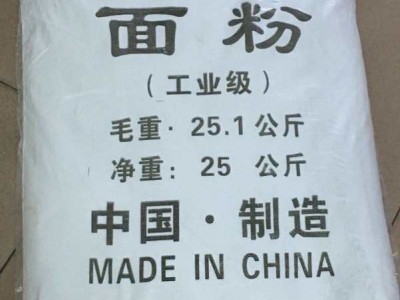 面粉
(工业级)
毛重·25.1公斤
净重:25 公斤
中国·制造
MADE IN CHINA